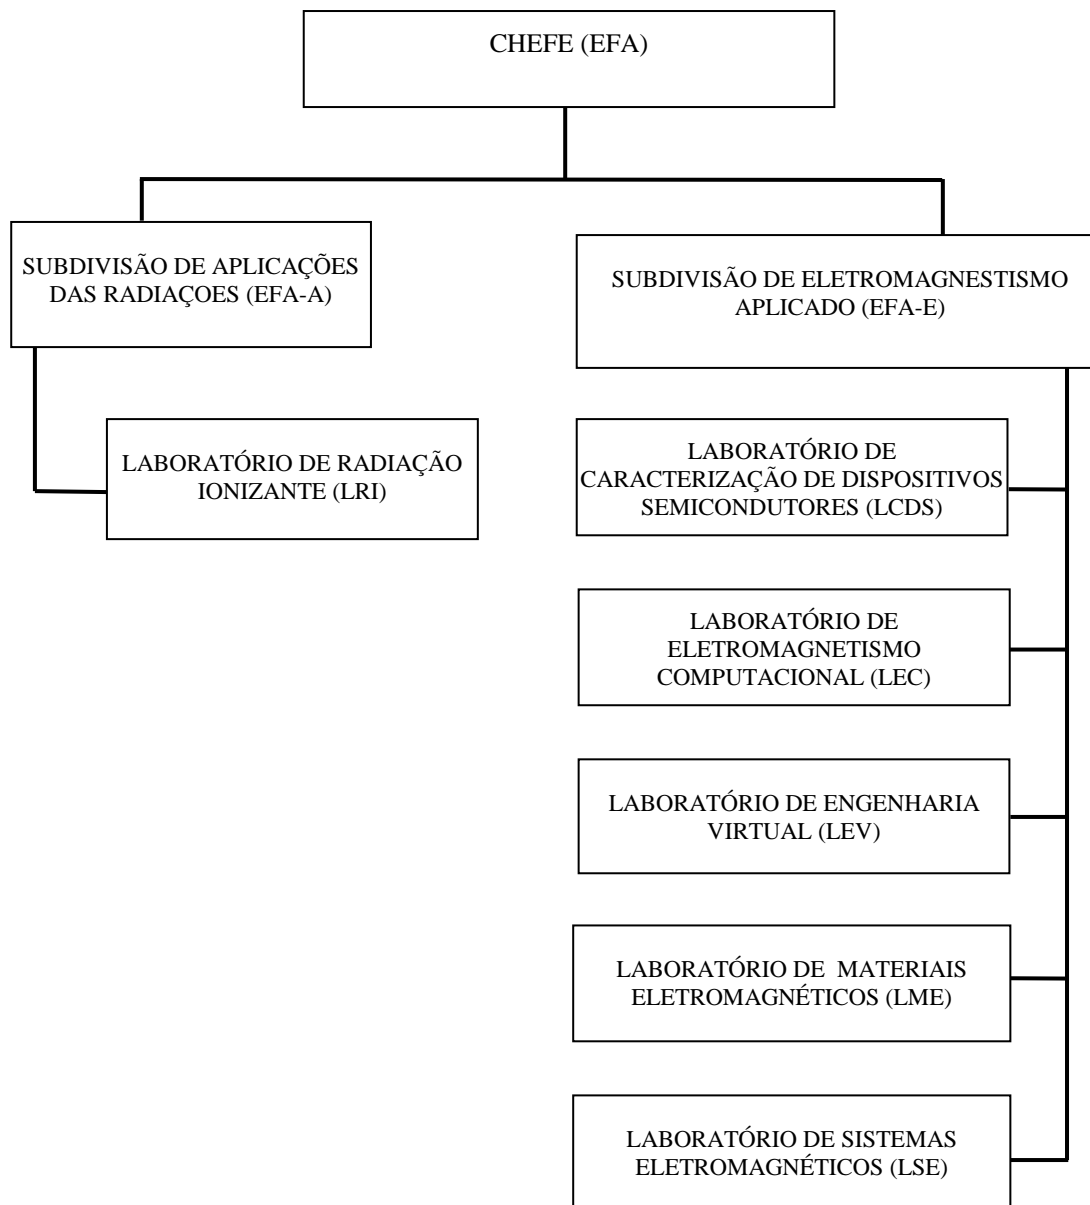 CHEFE (EFA)
SUBDIVISÃO DE APLICAÇÕES
DAS RADIAÇOES (EFA-A)
SUBDIVISÃO DE ELETROMAGNESTISMO
APLICADO (EFA-E)
LABORATÓRIO DE RADIAÇÃO
IONIZANTE (LRI)
LABORATÓRIO DE
CARACTERIZAÇÃO DE DISPOSITIVOS
SEMICONDUTORES (LCDS)
LABORATÓRIO DE
ELETROMAGNETISMO
COMPUTACIONAL (LEC)
LABORATÓRIO DE ENGENHARIA
VIRTUAL (LEV)
LABORATÓRIO DE  MATERIAIS
ELETROMAGNÉTICOS (LME)
LABORATÓRIO DE SISTEMAS
ELETROMAGNÉTICOS (LSE)